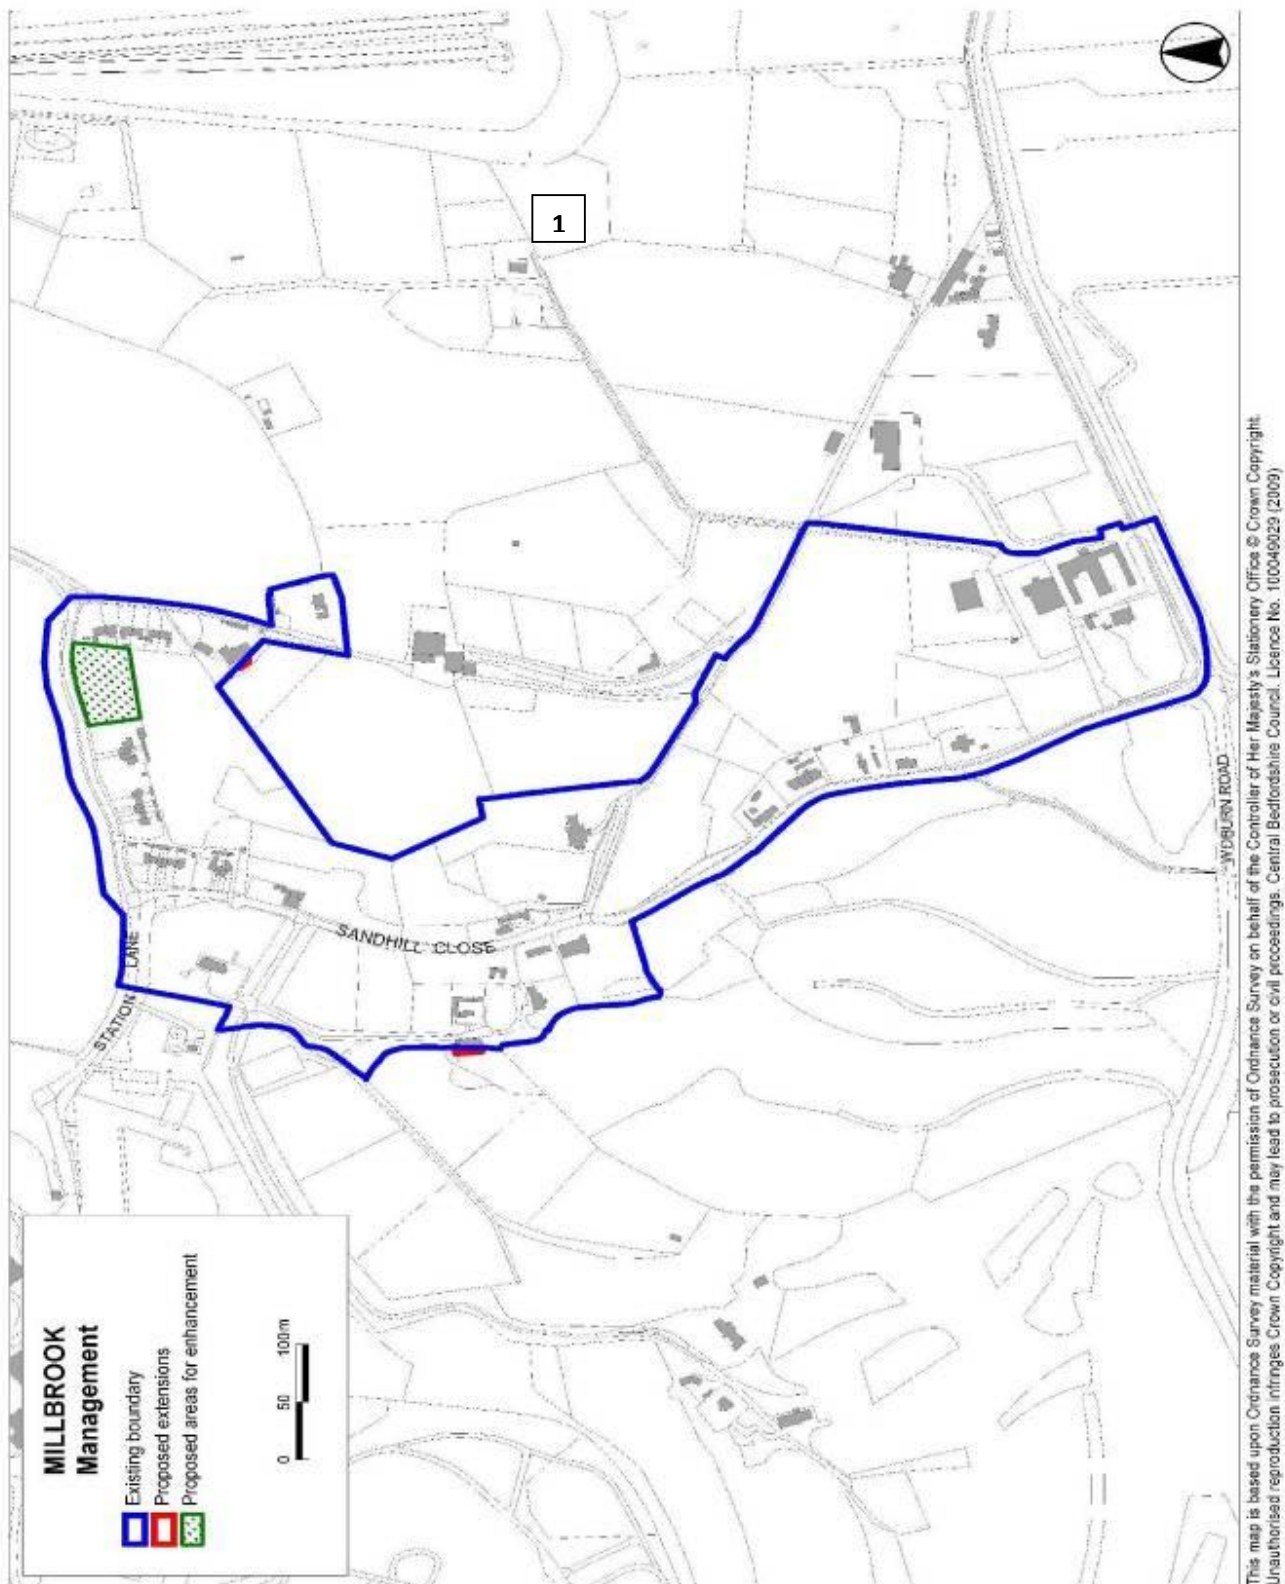 MILLBROOK
Management
Existing boundary
Proposed extensions
Proposed areas for enhancement
0 50 100m
STATION LANE
SANDHILL CLOSE
WOBURN ROAD
1
This map is based upon Ordnance Survey material with the permission of Ordnance Survey on behalf of the Controller of Her Majesty's Stationery Office © Crown Copyright.
Unauthorised reproduction infringes Crown Copyright and may lead to prosecution or civil proceedings. Central Bedfordshire Council. Licence No. 100049029 (2009)